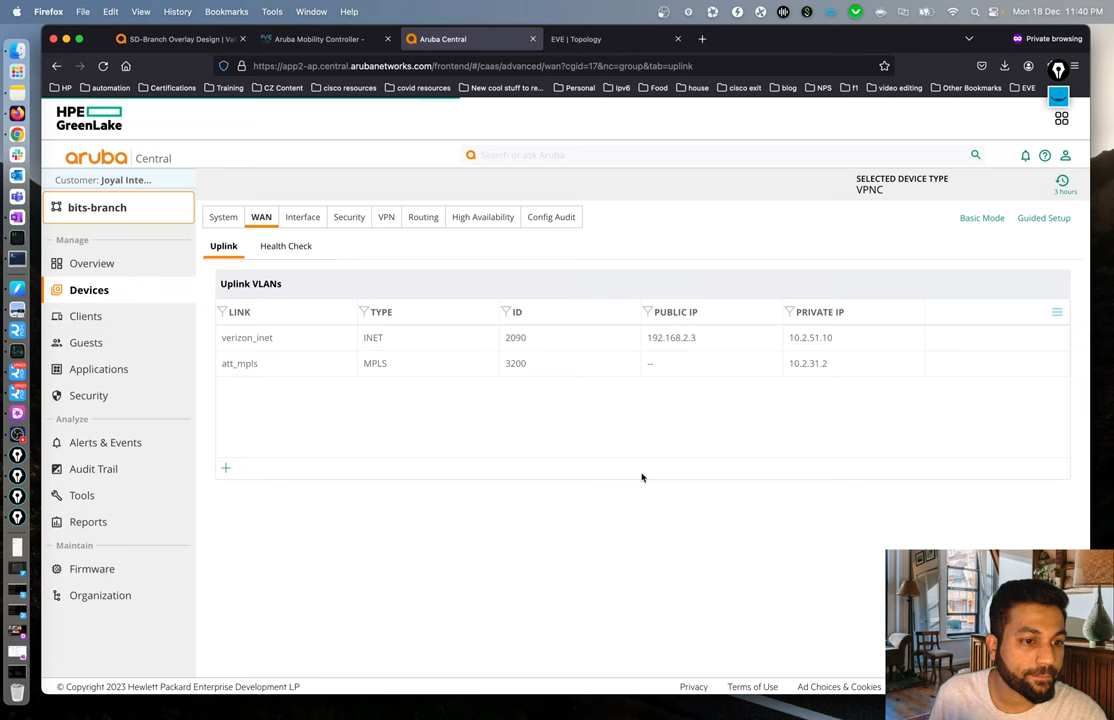 Firefox File Edit View History Bookmarks Tools Window Help Mon 18 Dec 11:40 PM
SD-Branch Overlay Design | Val Aruba Mobility Controller - Aruba Central EVE | Topology Private browsing
https://app2-ap.central.arubanetworks.com/frontend/#/caas/advanced/wan?cgid=17&nc=group&tab=uplink
HP automation Certifications Training CZ Content cisco resources covid resources New cool stuff to re... Personal Ipv6 Food house cisco exit blog NPS f1 video editing Other Bookmarks EVE
HPE
GreenLake
aruba Central Search or ask Aruba
Customer: Joyal Inte...
SELECTED DEVICE TYPE
VPNC
3 hours
bits-branch
System WAN Interface Security VPN Routing High Availability Config Audit Basic Mode Guided Setup
Manage
Uplink Health Check
Overview
Devices
Clients
Guests
Applications
Security
Analyze
Alerts & Events
Audit Trail
Tools
Reports
Maintain
Firmware
Organization
Uplink VLANs
LINK TYPE ID PUBLIC IP PRIVATE IP
verizon_inet INET 2090 192.168.2.3 10.2.51.10
att_mpls MPLS 3200 -- 10.2.31.2
+
© Copyright 2023 Hewlett Packard Enterprise Development LP Privacy Terms of Use Ad Choices & Cookies